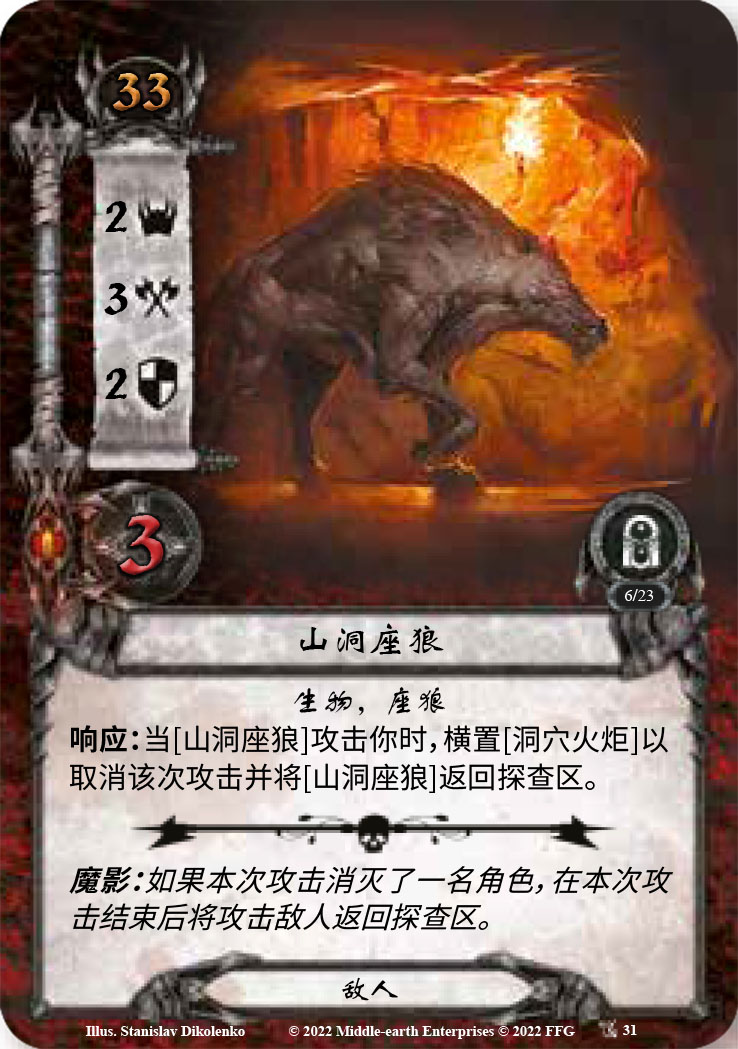 33
2
3
2
3
6/23
山洞座狼
生物，座狼
响应：当[山洞座狼]攻击你时，横置[洞穴火炬]以
取消该次攻击并将[山洞座狼]返回探查区。
魔影：如果本次攻击消灭了一名角色，在本次攻
击结束后将攻击敌人返回探查区。
敌人
Illus. Stanislav Dikolenko © 2022 Middle-earth Enterprises © 2022 FFG 31